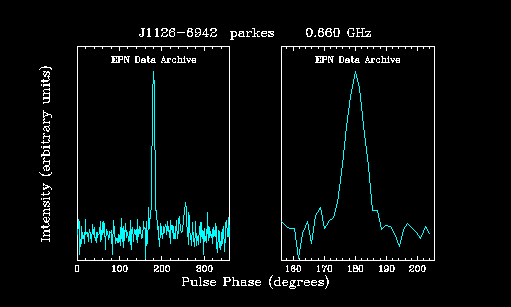 J1126-6942 parkes 0.660 GHz
EPN Data Archive
EPN Data Archive
Intensity (arbitrary units)
0 100 200 300
160 170 180 190 200
Pulse Phase (degrees)